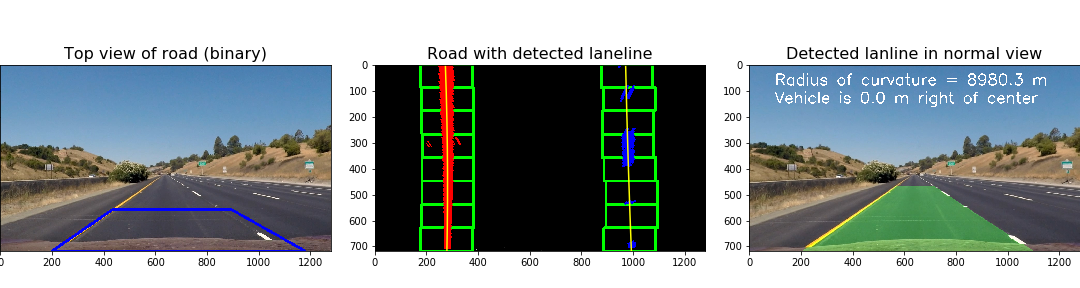 Top view of road (binary)
Road with detected laneline
Detected lanline in normal view
Radius of curvature = 8980.3 m
Vehicle is 0.0 m right of center
0
100
200
300
400
500
600
700
0
100
200
300
400
500
600
700
0 200 400 600 800 1000 1200
0 200 400 600 800 1000 1200
0 200 400 600 800 1000 1200